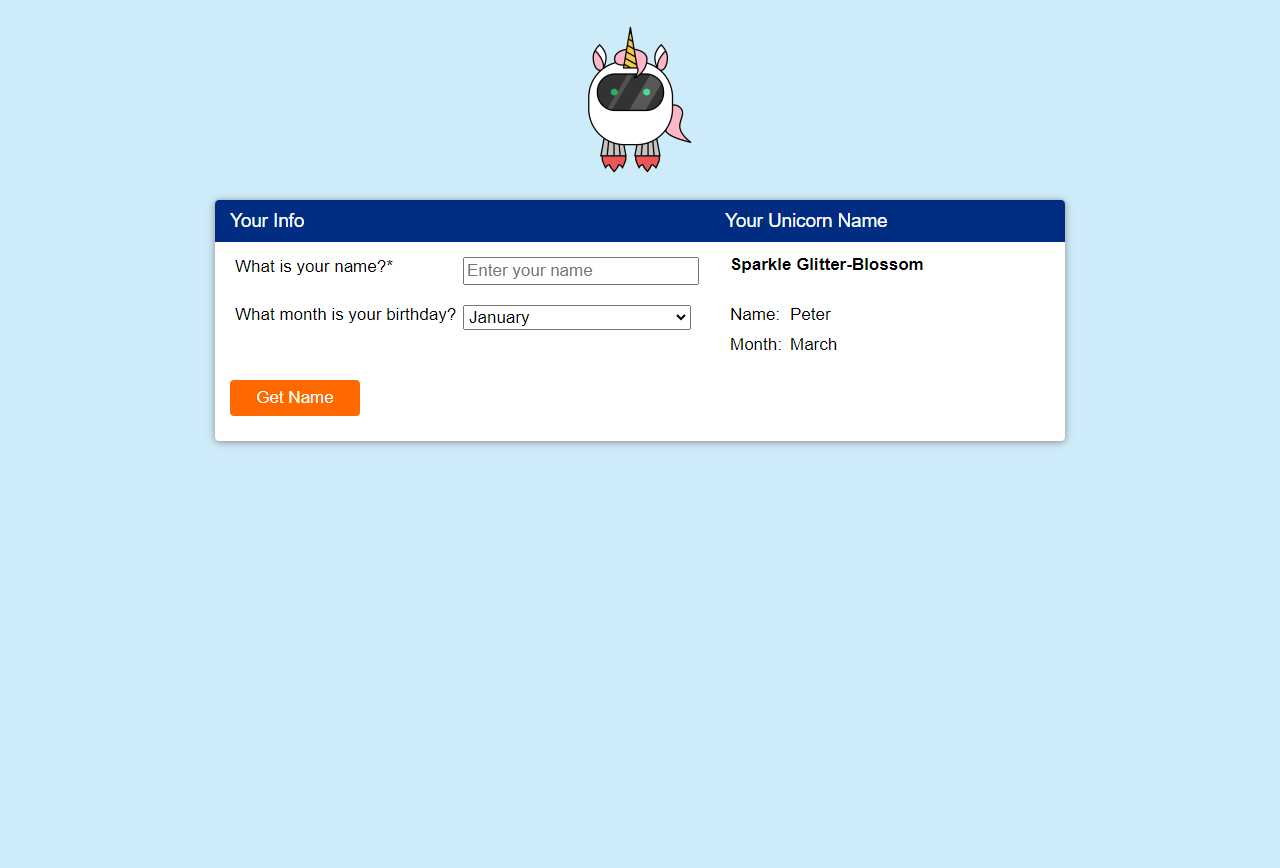 Your Info
Your Unicorn Name
What is your name?*
Enter your name
Sparkle Glitter-Blossom
What month is your birthday?
January
Name: Peter
Month: March
Get Name